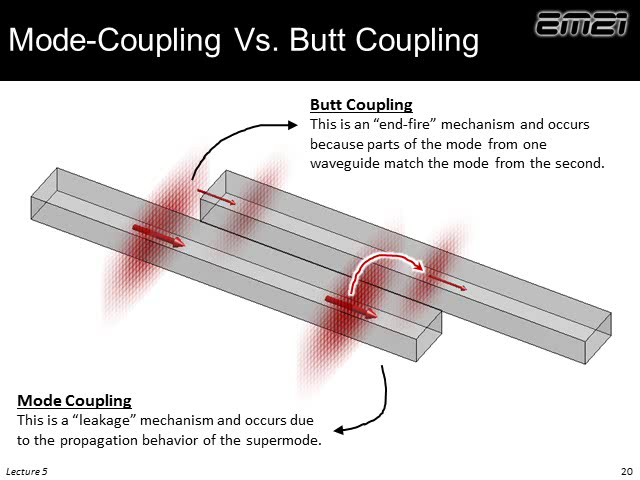 Mode-Coupling Vs. Butt Coupling
EM21
Butt Coupling
This is an “end-fire” mechanism and occurs
because parts of the mode from one
waveguide match the mode from the second.
Mode Coupling
This is a “leakage” mechanism and occurs due
to the propagation behavior of the supermode.
Lecture 5
20